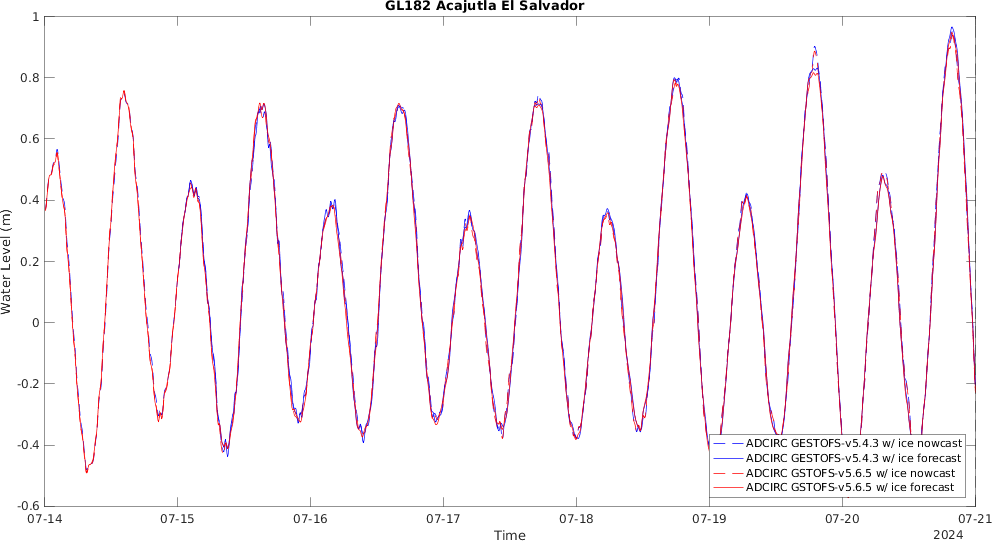 GL182 Acajutla El Salvador
Water Level (m)
1
0.8
0.6
0.4
0.2
0
-0.2
-0.4
-0.6
07-14
07-15
07-16
07-17
07-18
07-19
07-20
07-21
Time
2024
ADCIRC GESTOFS-v5.4.3 w/ ice nowcast
ADCIRC GESTOFS-v5.4.3 w/ ice forecast
ADCIRC GSTOFS-v5.6.5 w/ ice nowcast
ADCIRC GSTOFS-v5.6.5 w/ ice forecast